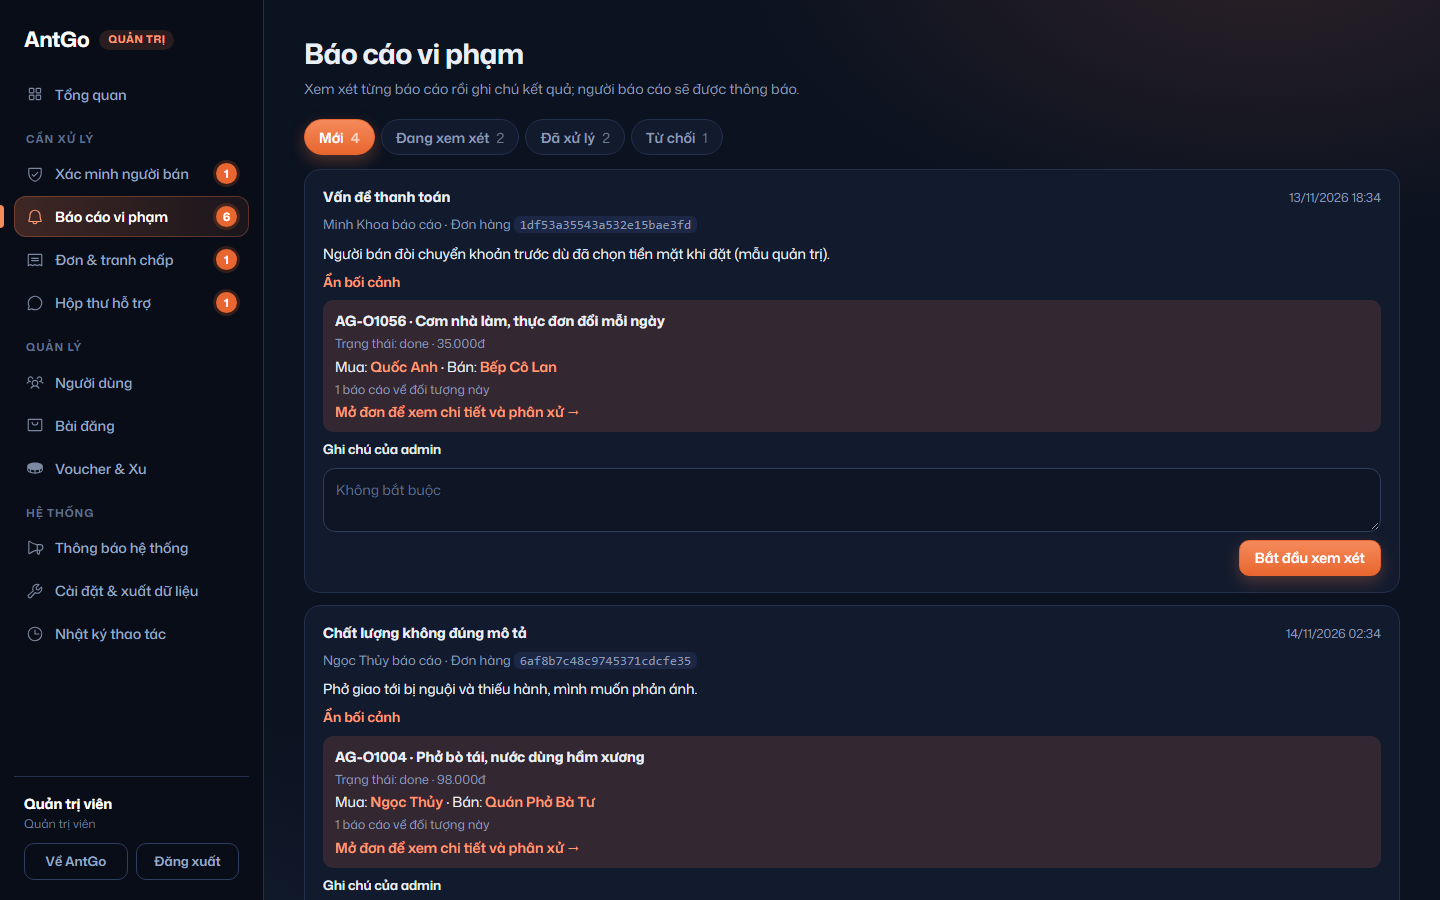 AntGo QUẢN TRỊ
Tổng quan
CẦN XỬ LÝ
Xác minh người bán 1
Báo cáo vi phạm 6
Đơn & tranh chấp 1
Hộp thư hỗ trợ 1
QUẢN LÝ
Người dùng
Bài đăng
Voucher & Xu
HỆ THỐNG
Thông báo hệ thống
Cài đặt & xuất dữ liệu
Nhật ký thao tác
Quản trị viên
Quản trị viên
Về AntGo Đăng xuất
Báo cáo vi phạm
Xem xét từng báo cáo rồi ghi chú kết quả; người báo cáo sẽ được thông báo.
Mới 4 Đang xem xét 2 Đã xử lý 2 Từ chối 1
Vấn đề thanh toán 13/11/2026 18:34
Minh Khoa báo cáo · Đơn hàng 1df53a35543a532e15bae3fd
Người bán đòi chuyển khoản trước dù đã chọn tiền mặt khi đặt (mẫu quản trị).
Ẩn bối cảnh
AG-O1056 · Cơm nhà làm, thực đơn đổi mỗi ngày
Trạng thái: done · 35.000đ
Mua: Quốc Anh · Bán: Bếp Cô Lan
1 báo cáo về đối tượng này
Mở đơn để xem chi tiết và phân xử →
Ghi chú của admin
Không bắt buộc
Bắt đầu xem xét
Chất lượng không đúng mô tả 14/11/2026 02:34
Ngọc Thủy báo cáo · Đơn hàng 6af8b7c48c9745371cdcfe35
Phở giao tới bị nguội và thiếu hành, mình muốn phản ánh.
Ẩn bối cảnh
AG-O1004 · Phở bò tái, nước dùng hầm xương
Trạng thái: done · 98.000đ
Mua: Ngọc Thủy · Bán: Quán Phở Bà Tư
1 báo cáo về đối tượng này
Mở đơn để xem chi tiết và phân xử →
Ghi chú của admin